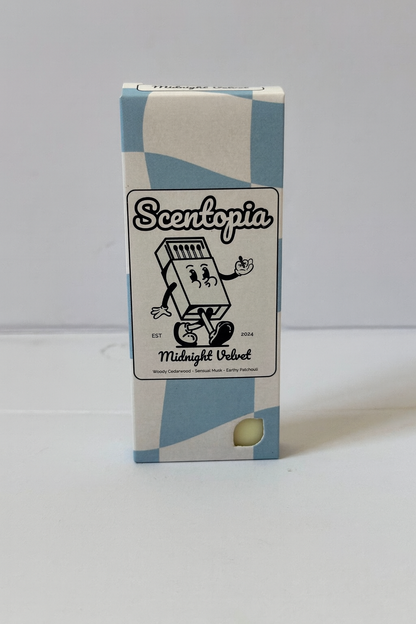 Midnight Velvet
Scentopia
EST
2024
Midnight Velvet
Woody Cedarwood - Sensual Musk - Earthy Patchouli